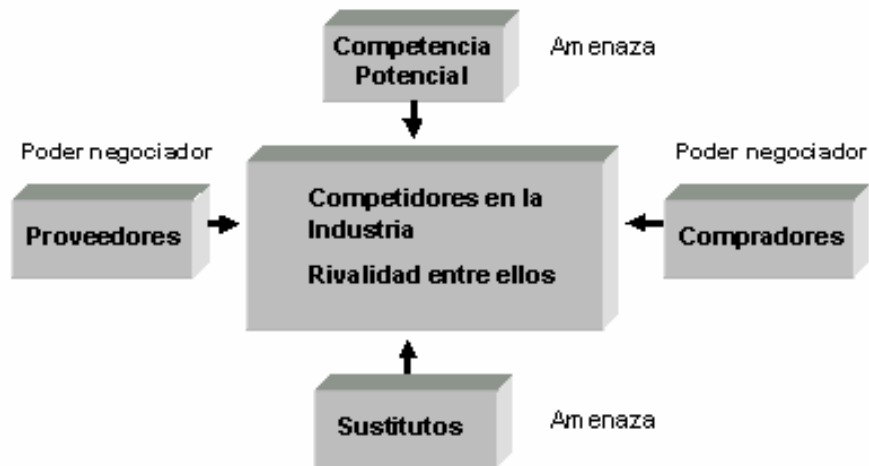 Competencia
Potencial
Amenaza
Poder negociador
Poder negociador
Proveedores
Competidores en la
Industria
Rivalidad entre ellos
Compradores
Sustitutos
Amenaza